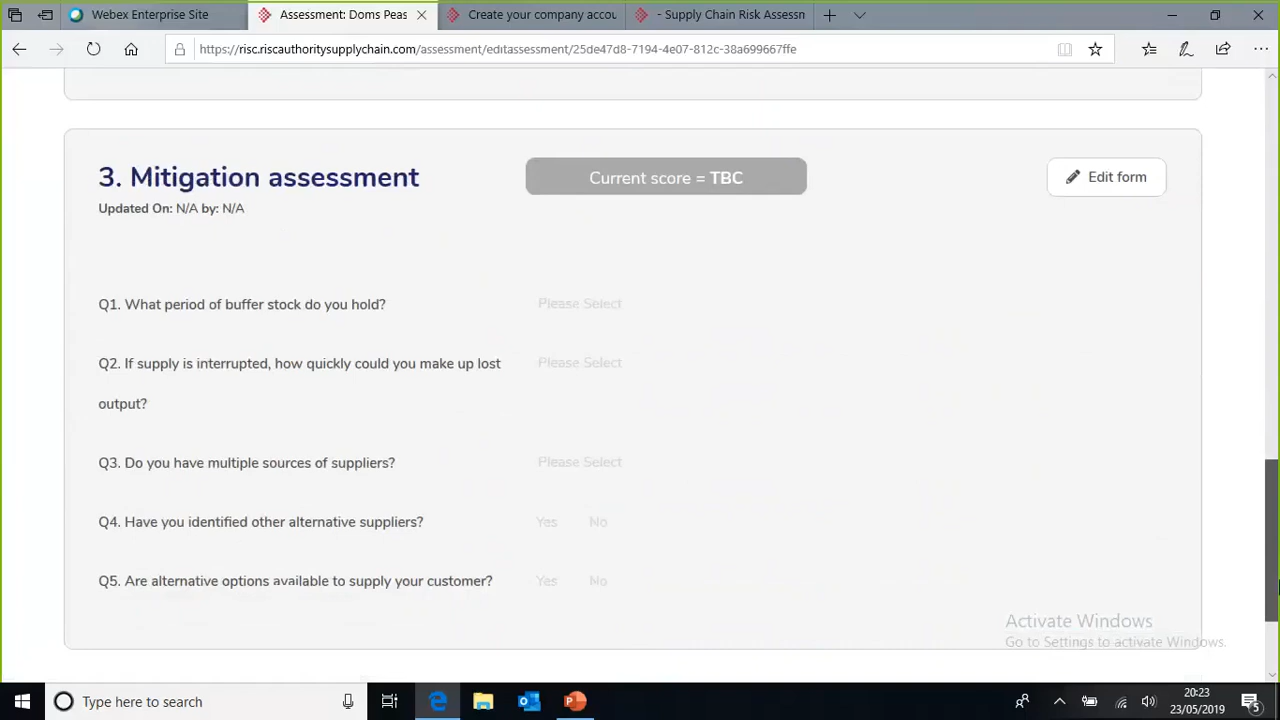 Webex Enterprise Site
Assessment: Doms Peas
Create your company accou
- Supply Chain Risk Assessm
https://risc.riscauthoritysupplychain.com/assessment/editassessment/25de47d8-7194-4e07-812c-38a699667ffe
3. Mitigation assessment
Current score = TBC
Edit form
Updated On: N/A by: N/A
Q1. What period of buffer stock do you hold?
Please Select
Q2. If supply is interrupted, how quickly could you make up lost
output?
Please Select
Q3. Do you have multiple sources of suppliers?
Please Select
Q4. Have you identified other alternative suppliers?
Yes No
Q5. Are alternative options available to supply your customer?
Yes No
Activate Windows
Go to Settings to activate Windows.
Type here to search
20:23
23/05/2019
5